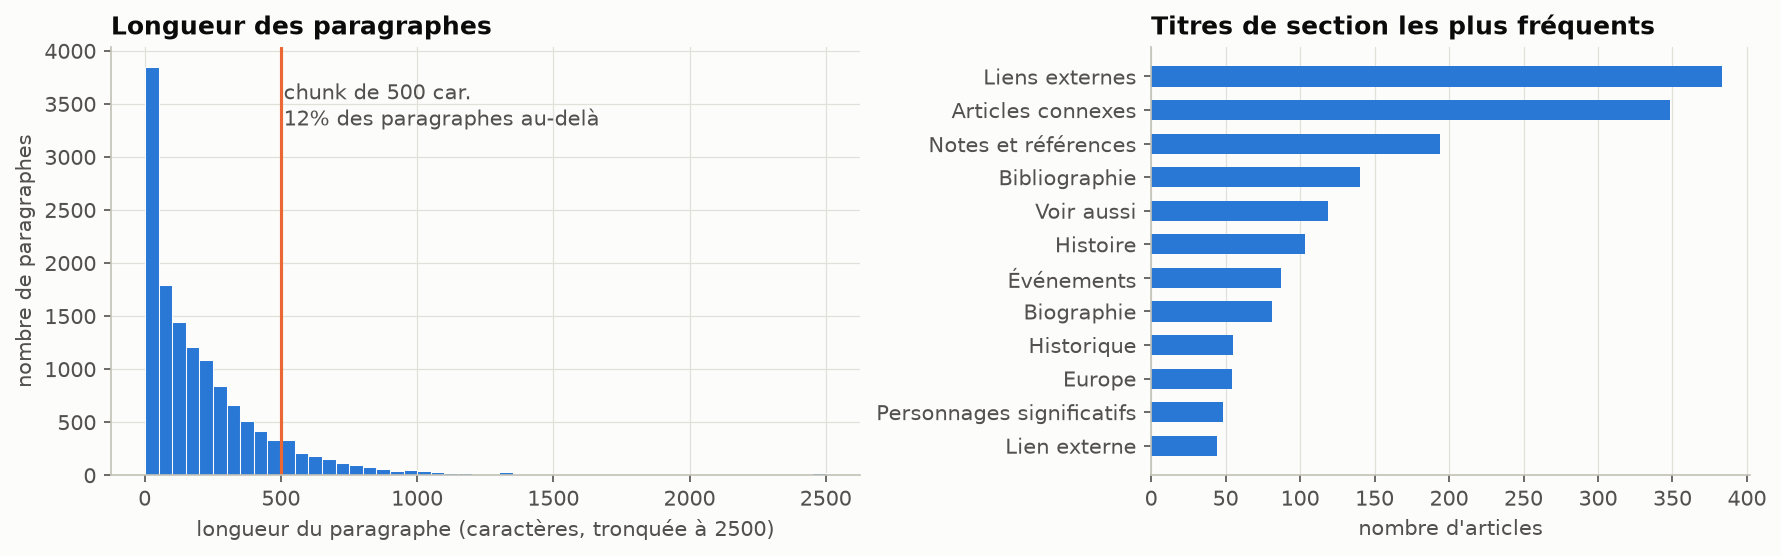 Longueur des paragraphes
4000
3500
3000
2500
2000
1500
1000
500
0
nombre de paragraphes
chunk de 500 car.
12% des paragraphes au-delà
0
500
1000
1500
2000
2500
longueur du paragraphe (caractères, tronquée à 2500)
Titres de section les plus fréquents
Liens externes
Articles connexes
Notes et références
Bibliographie
Voir aussi
Histoire
Événements
Biographie
Historique
Europe
Personnages significatifs
Lien externe
0
50
100
150
200
250
300
350
400
nombre d'articles